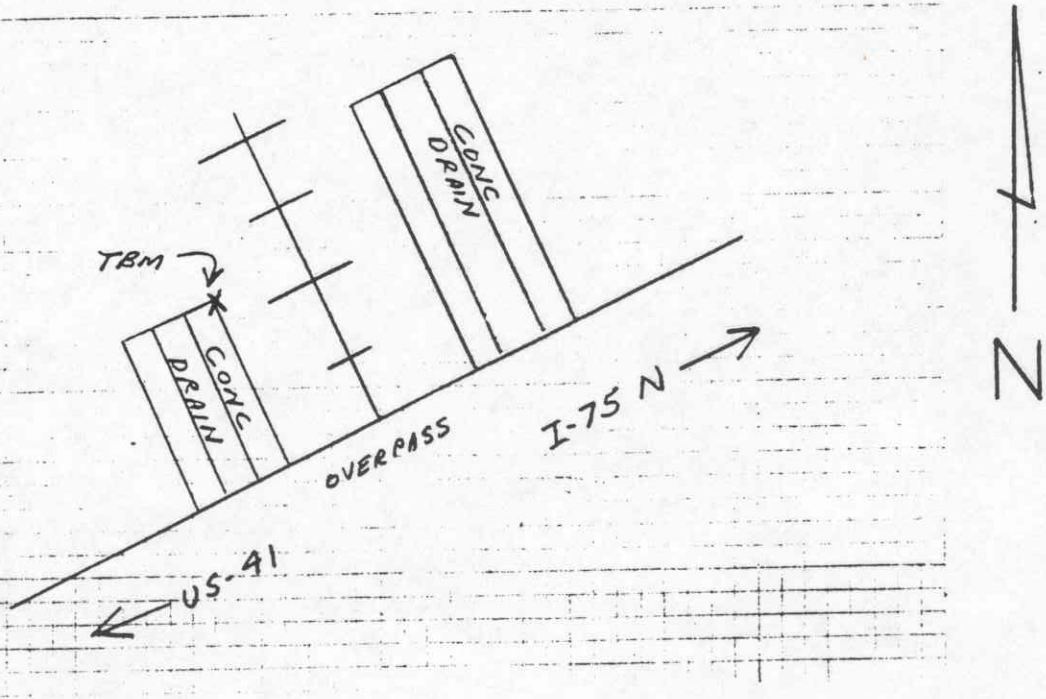 CONC
DRAIN
TBM
CONC
DRAIN
N
I-75 N
OVERPASS
US-41